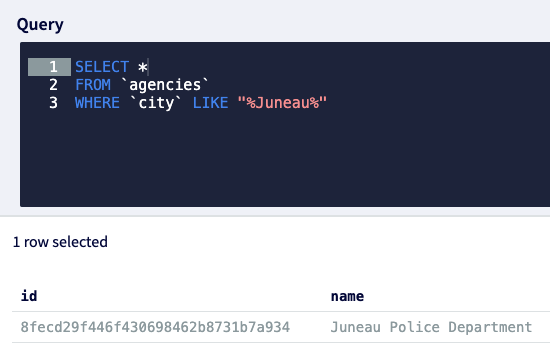 Query
1 SELECT *
2 FROM `agencies`
3 WHERE `city` LIKE "%Juneau%"
1 row selected
id name
8fecd29f446f430698462b8731b7a934 Juneau Police Department